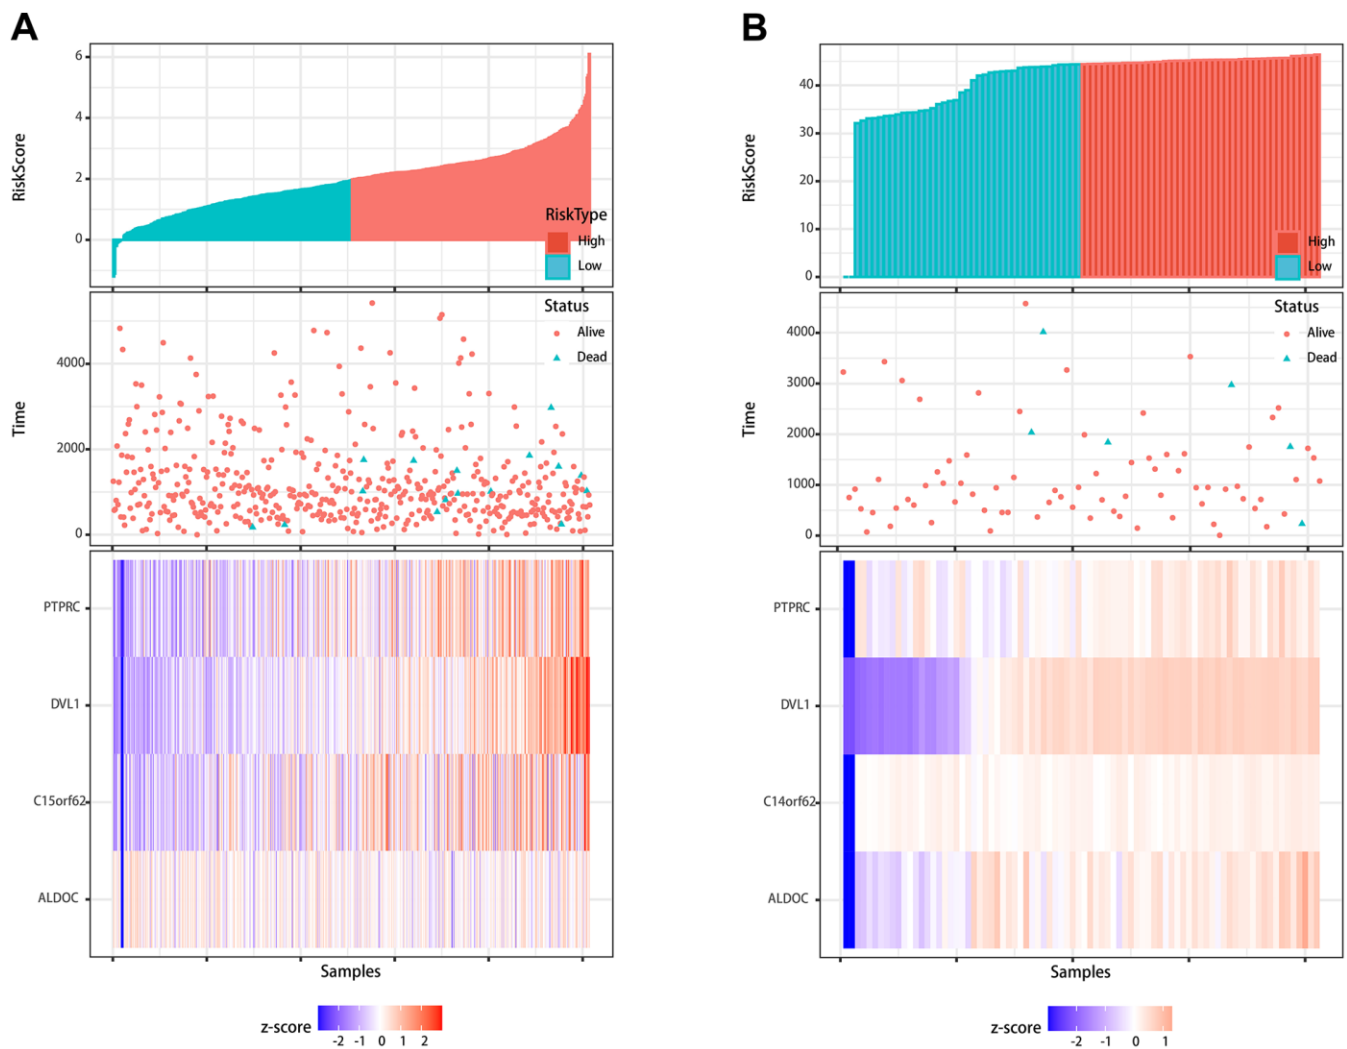 A
6
4
2
0
RiskScore
RiskType
High
Low
4000
2000
0
Time
Status
Alive
Dead
PTPRC
DVL1
C15orf62
ALDOC
Samples
z-score
-2 -1 0 1 2
B
40
30
20
10
0
RiskScore
High
Low
4000
3000
2000
1000
0
Time
Status
Alive
Dead
PTPRC
DVL1
C14orf62
ALDOC
Samples
z-score
-2 -1 0 1